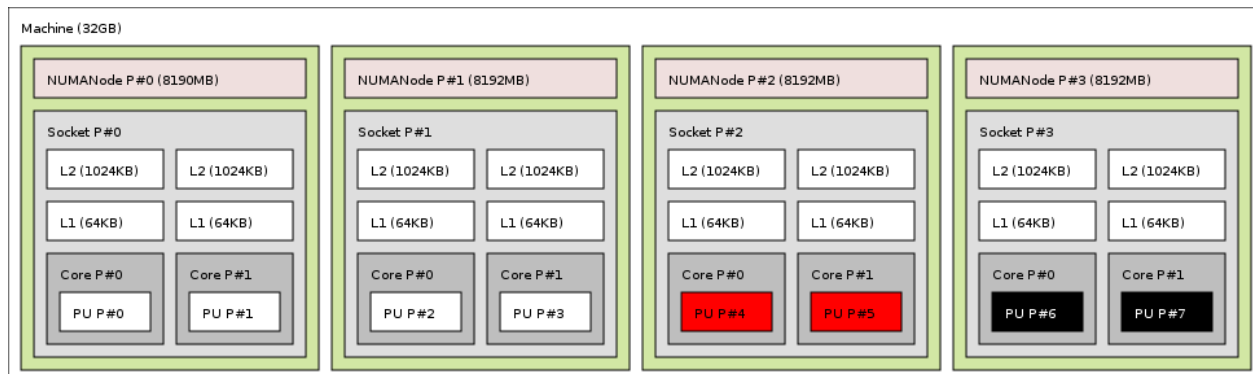 Machine (32GB)
NUMANode P#0 (8190MB)
Socket P#0
L2 (1024KB) L2 (1024KB)
L1 (64KB) L1 (64KB)
Core P#0 Core P#1
PU P#0 PU P#1
NUMANode P#1 (8192MB)
Socket P#1
L2 (1024KB) L2 (1024KB)
L1 (64KB) L1 (64KB)
Core P#0 Core P#1
PU P#2 PU P#3
NUMANode P#2 (8192MB)
Socket P#2
L2 (1024KB) L2 (1024KB)
L1 (64KB) L1 (64KB)
Core P#0 Core P#1
PU P#4 PU P#5
NUMANode P#3 (8192MB)
Socket P#3
L2 (1024KB) L2 (1024KB)
L1 (64KB) L1 (64KB)
Core P#0 Core P#1
PU P#6 PU P#7